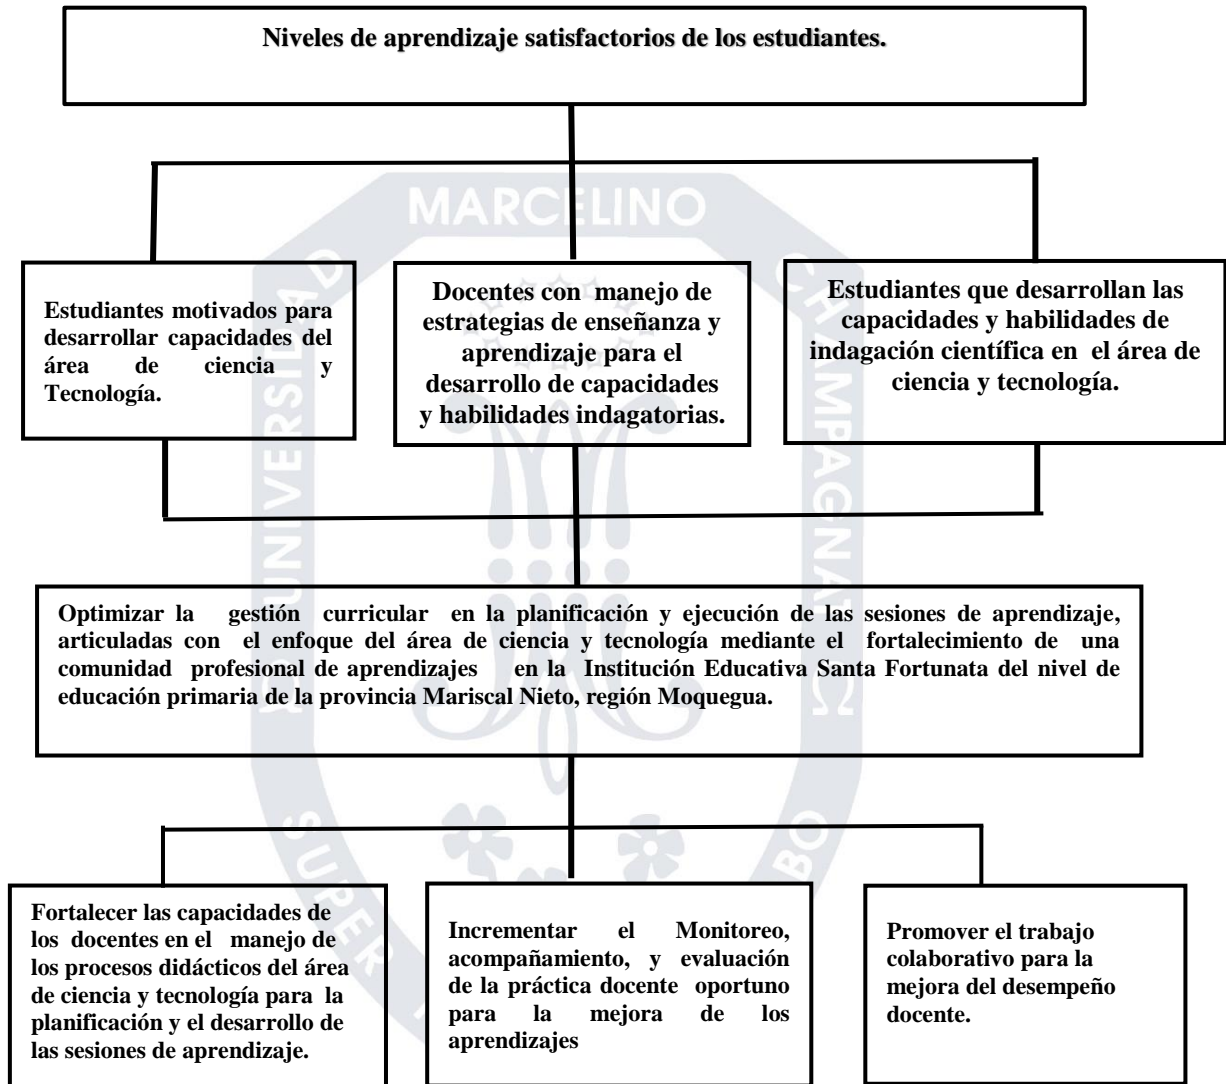 Niveles de aprendizaje satisfactorios de los estudiantes.
MARCELINO
CHAMPAGNAT
UNIVERSIDAD
SUPER
Estudiantes motivados para
desarrollar capacidades del
área de ciencia y
Tecnología.
Docentes con manejo de
estrategias de enseñanza y
aprendizaje para el
desarrollo de capacidades
y habilidades indagatorias.
Estudiantes que desarrollan las
capacidades y habilidades de
indagación científica en el área de
ciencia y tecnología.
Optimizar la gestión curricular en la planificación y ejecución de las sesiones de aprendizaje,
articuladas con el enfoque del área de ciencia y tecnología mediante el fortalecimiento de una
comunidad profesional de aprendizajes en la Institución Educativa Santa Fortunata del nivel de
educación primaria de la provincia Mariscal Nieto, región Moquegua.
Fortalecer las capacidades de
los docentes en el manejo de
los procesos didácticos del área
de ciencia y tecnología para la
planificación y el desarrollo de
las sesiones de aprendizaje.
Incrementar el Monitoreo,
acompañamiento, y evaluación
de la práctica docente oportuno
para la mejora de los
aprendizajes
Promover el trabajo
colaborativo para la
mejora del desempeño
docente.